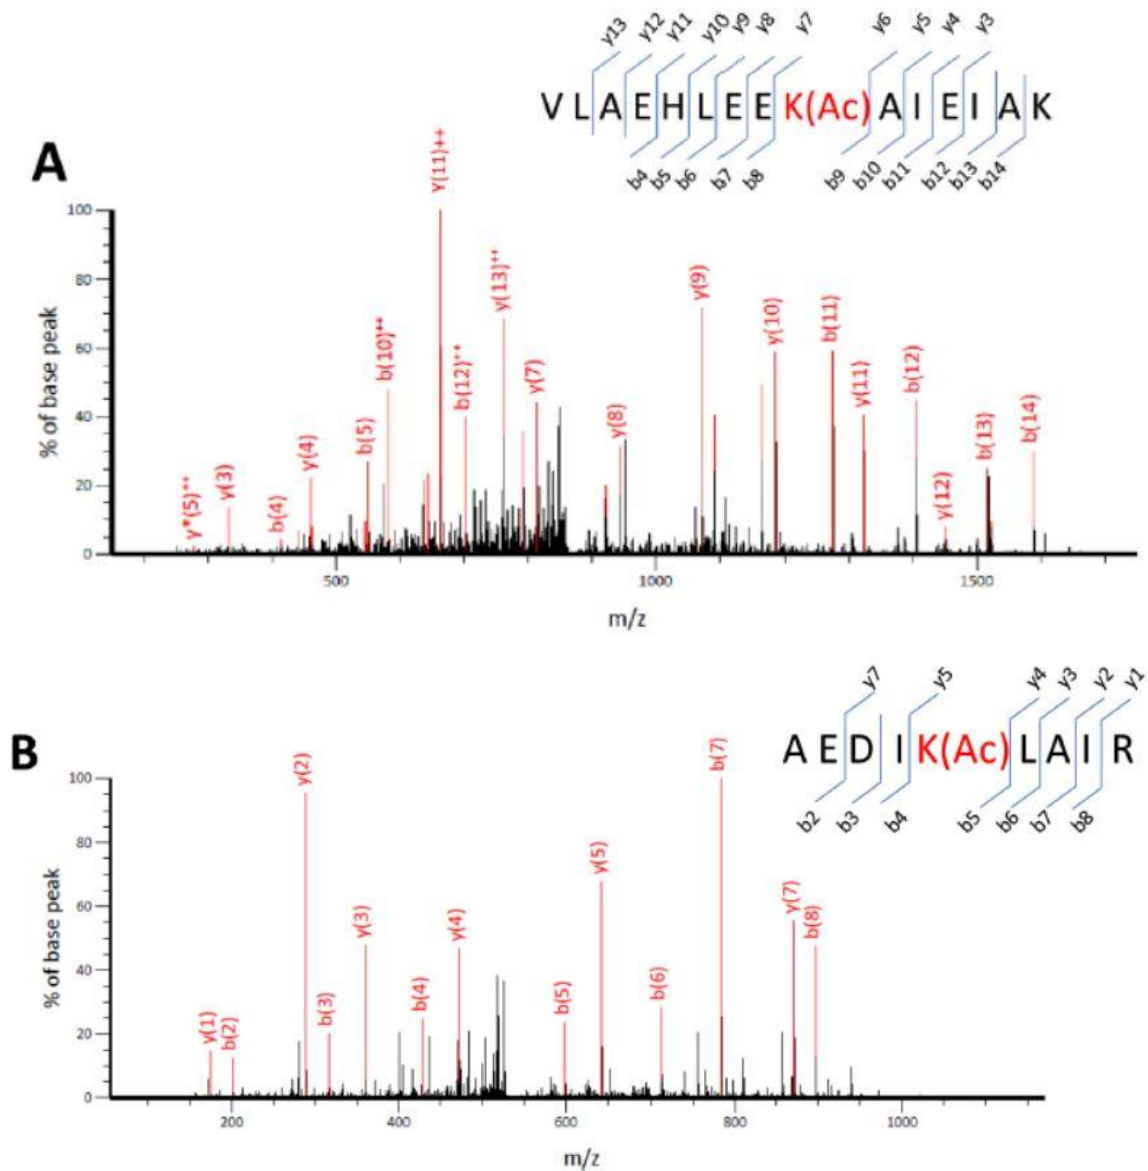 y13 y12 y11 y10 y9 y8 y7 y6 y5 y4 y3
VLAEHLEEK(Ac)AIEIAK
b4 b5 b6 b7 b8 b9 b10 b11 b12 b13 b14
A
% of base peak
100
80
60
40
20
0
y*(5)++
y(3)
b(4)
y(4)
b(5)
b(10)++
y(11)++
b(12)++
y(13)++
y(7)
y(8)
y(9)
y(10)
b(11)
y(11)
b(12)
y(12)
b(13)
b(14)
500 1000 1500
m/z
y7 y5 y4 y3 y2 y1
AEDIK(Ac)LAIR
b2 b3 b4 b5 b6 b7 b8
B
% of base peak
100
80
60
40
20
0
y(1)
b(2)
y(2)
b(3)
y(3)
b(4)
y(4)
b(5)
y(5)
b(6)
b(7)
y(7)
b(8)
200 400 600 800 1000
m/z